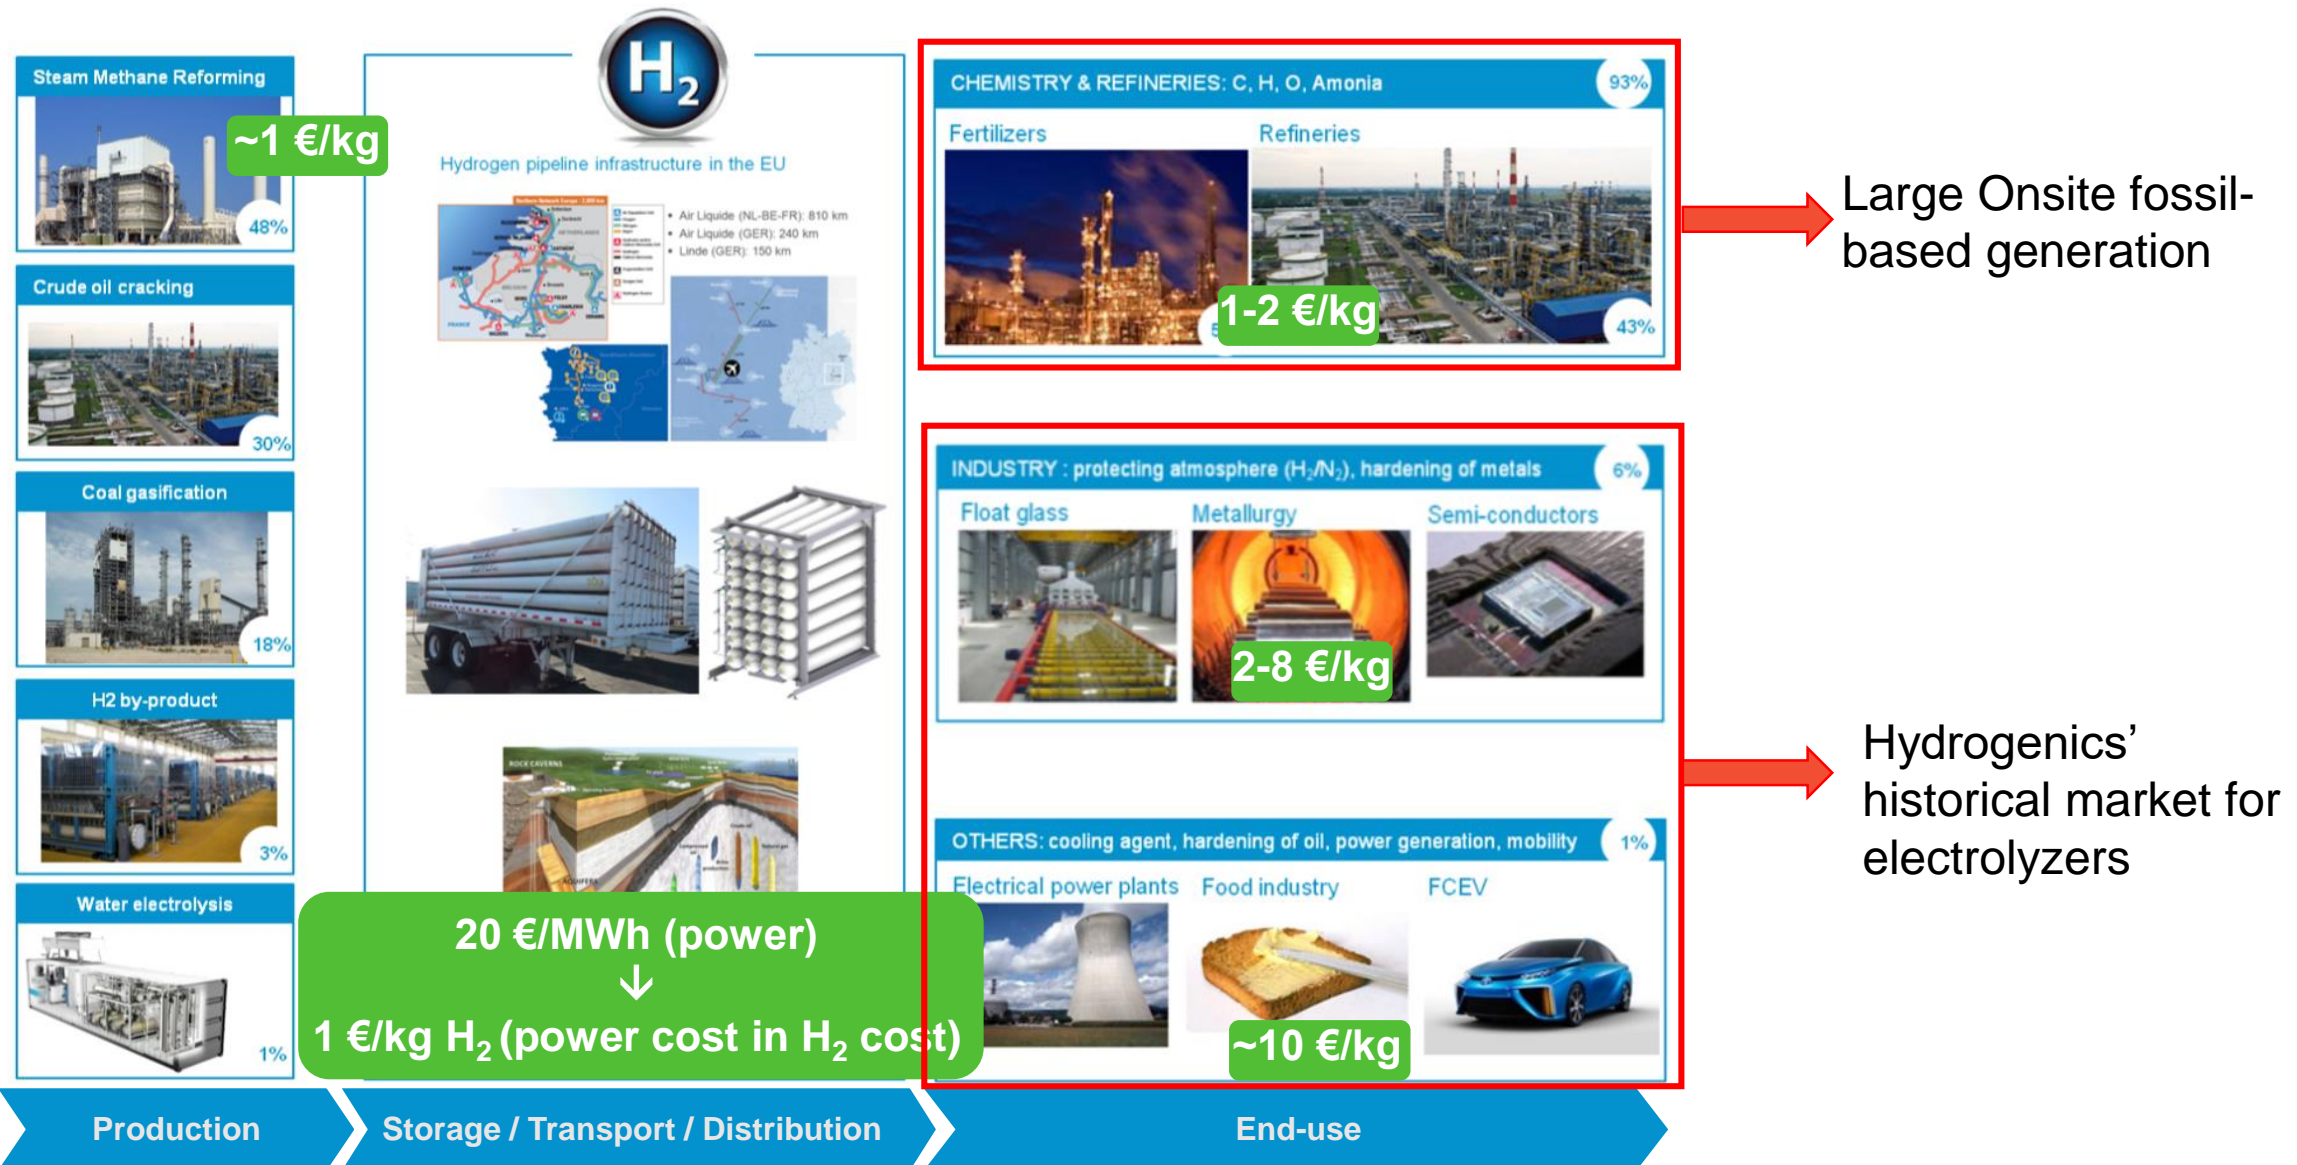 Steam Methane Reforming
~1 €/kg
48%
Crude oil cracking
30%
Coal gasification
18%
H2 by-product
3%
Water electrolysis
1%
H2
Hydrogen pipeline infrastructure in the EU
• Air Liquide (NL-BE-FR): 810 km
• Air Liquide (GER): 240 km
• Linde (GER): 150 km
ROCK CAVERNS
AQUIFERS
20 €/MWh (power)
↓
1 €/kg H2 (power cost in H2 cost)
CHEMISTRY & REFINERIES: C, H, O, Amonia
93%
Fertilizers
Refineries
1-2 €/kg
43%
INDUSTRY : protecting atmosphere (H2/N2), hardening of metals
6%
Float glass
Metallurgy
Semi-conductors
2-8 €/kg
OTHERS: cooling agent, hardening of oil, power generation, mobility
1%
Electrical power plants
Food industry
FCEV
~10 €/kg
Large Onsite fossil-
based generation
Hydrogenics’
historical market for
electrolyzers
Production
Storage / Transport / Distribution
End-use